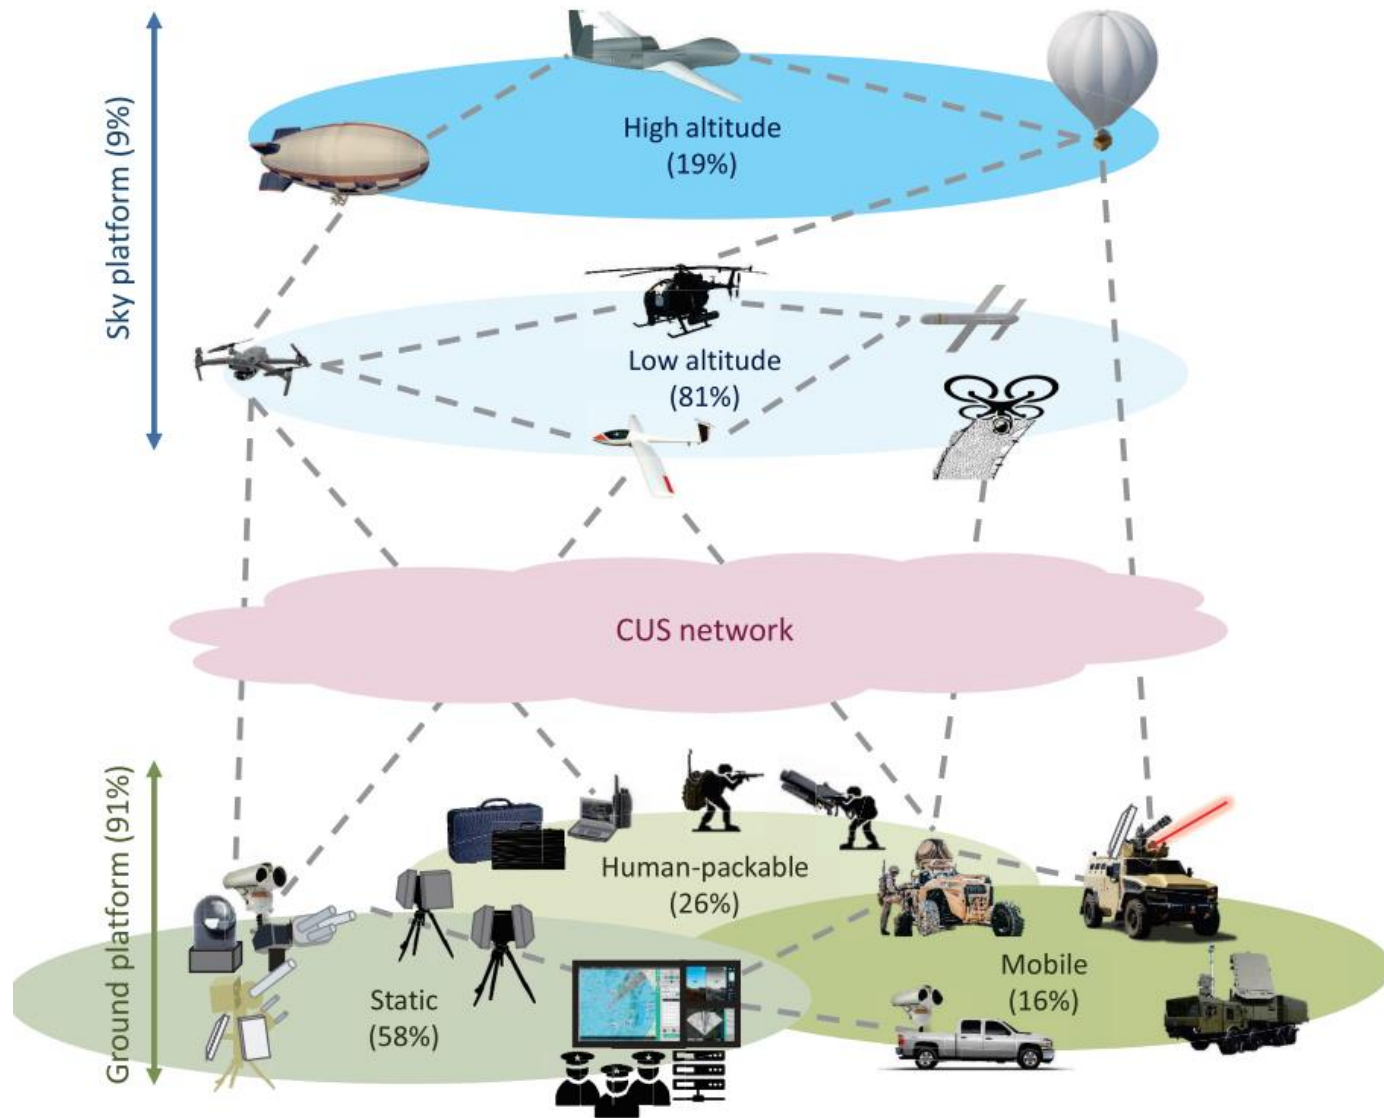 Sky platform (9%)
High altitude
(19%)
Low altitude
(81%)
CUS network
Ground platform (91%)
Human-packable
(26%)
Mobile
(16%)
Static
(58%)